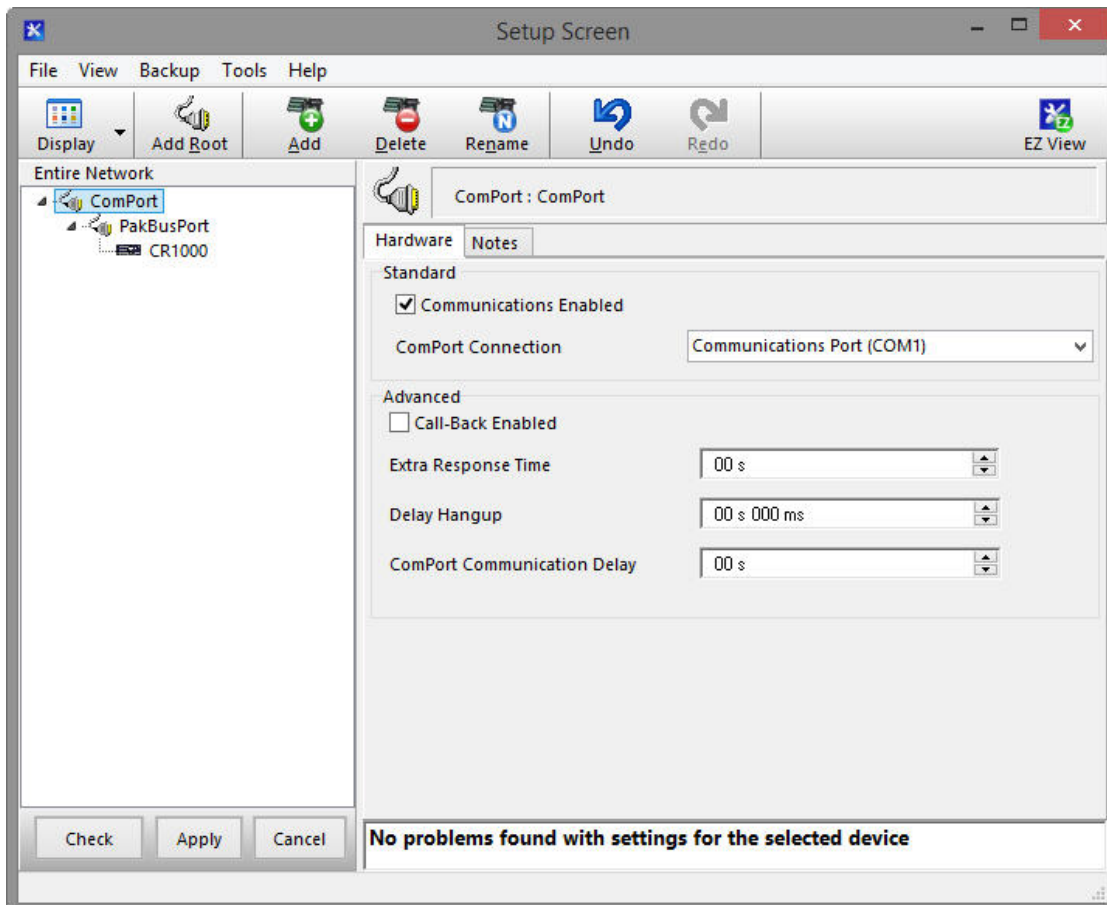 Setup Screen
File View Backup Tools Help
Display Add Root Add Delete Rename Undo Redo EZ View
Entire Network
ComPort
PakBusPort
CR1000
ComPort : ComPort
Hardware Notes
Standard
Communications Enabled
ComPort Connection Communications Port (COM1)
Advanced
Call-Back Enabled
Extra Response Time 00 s
Delay Hangup 00 s 000 ms
ComPort Communication Delay 00 s
Check Apply Cancel
No problems found with settings for the selected device